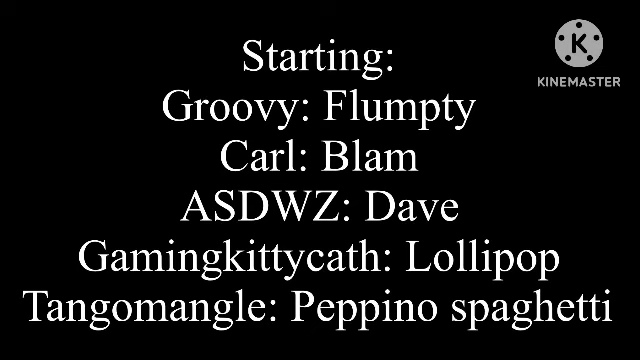 Starting:
Groovy: Flumpty
Carl: Blam
ASDWZ: Dave
Gamingkittycath: Lollipop
Tangomangle: Peppino spaghetti
K
KINEMASTER